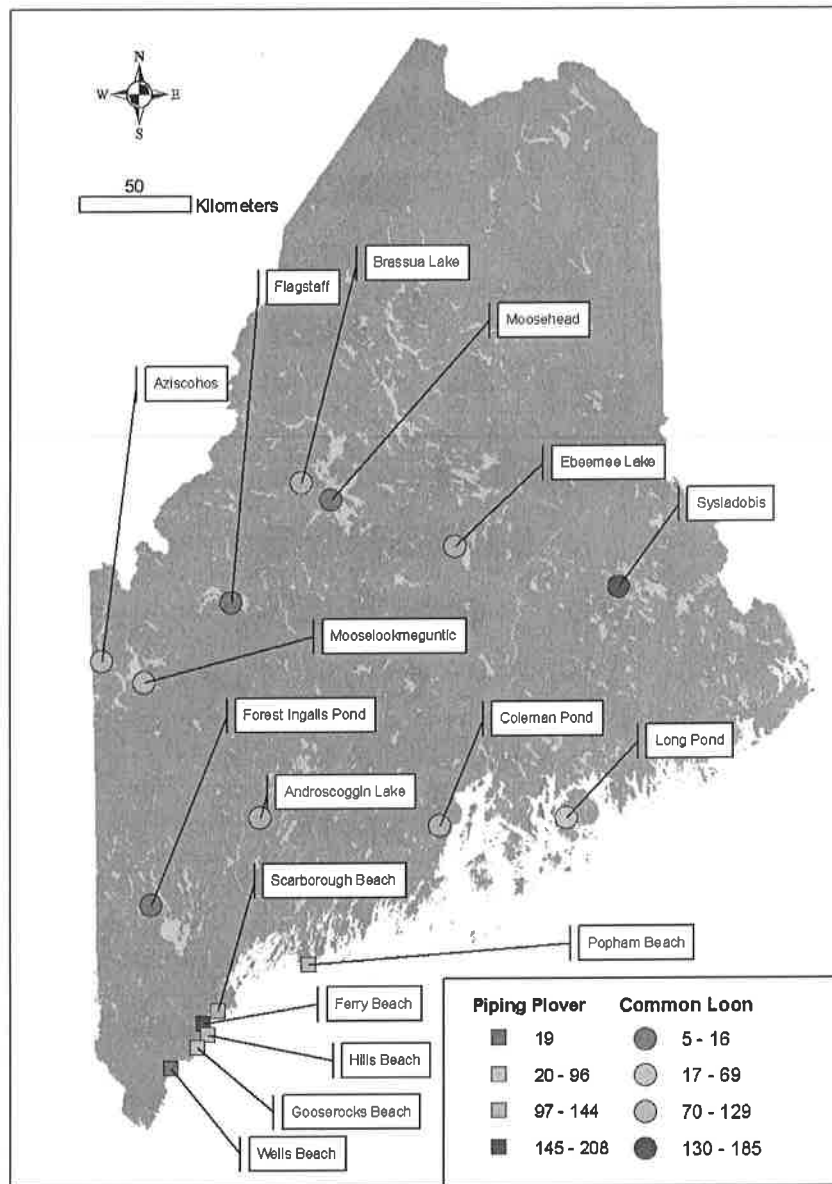 N
W E
S
50
Kilometers
Brassua Lake
Flagstaff
Moosehead
Aziscohos
Ebeemee Lake
Sysladobis
Mooselookmeguntic
Forest Ingalls Pond
Coleman Pond
Long Pond
Androscoggin Lake
Scarborough Beach
Popham Beach
Ferry Beach
Hills Beach
Gooserocks Beach
Wells Beach
Piping Plover Common Loon
19 5 - 16
20 - 96 17 - 69
97 - 144 70 - 129
145 - 208 130 - 185